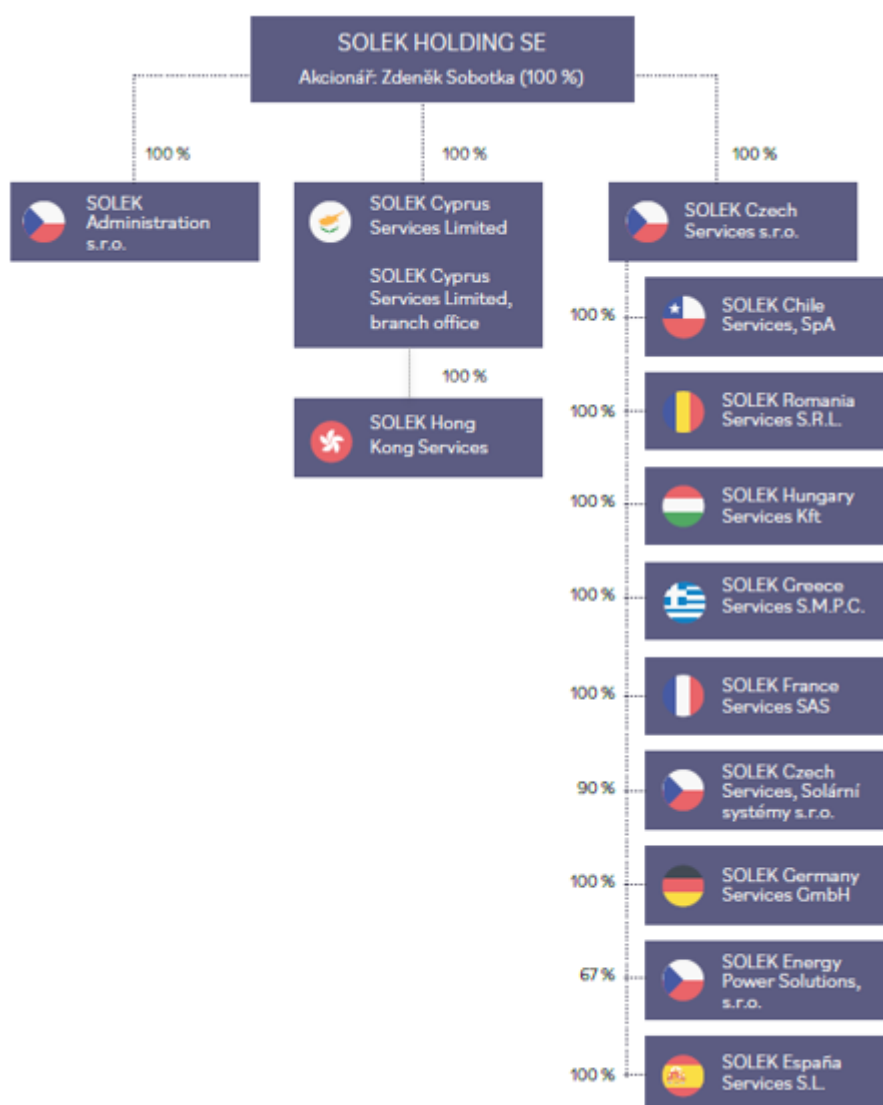 SOLEK HOLDING SE
Akcionář: Zdeněk Sobotka (100 %)
100 %
100 %
100 %
SOLEK
Administration
s.r.o.
SOLEK Cyprus
Services Limited
SOLEK Cyprus
Services Limited,
branch office
SOLEK Czech
Services s.r.o.
100 %
SOLEK Hong
Kong Services
100 %
SOLEK Chile
Services, SpA
100 %
SOLEK Romania
Services S.R.L.
100 %
SOLEK Hungary
Services Kft
100 %
SOLEK Greece
Services S.M.P.C.
100 %
SOLEK France
Services SAS
90 %
SOLEK Czech
Services, Solární
systémy s.r.o.
100 %
SOLEK Germany
Services GmbH
67 %
SOLEK Energy
Power Solutions,
s.r.o.
100 %
SOLEK España
Services S.L.